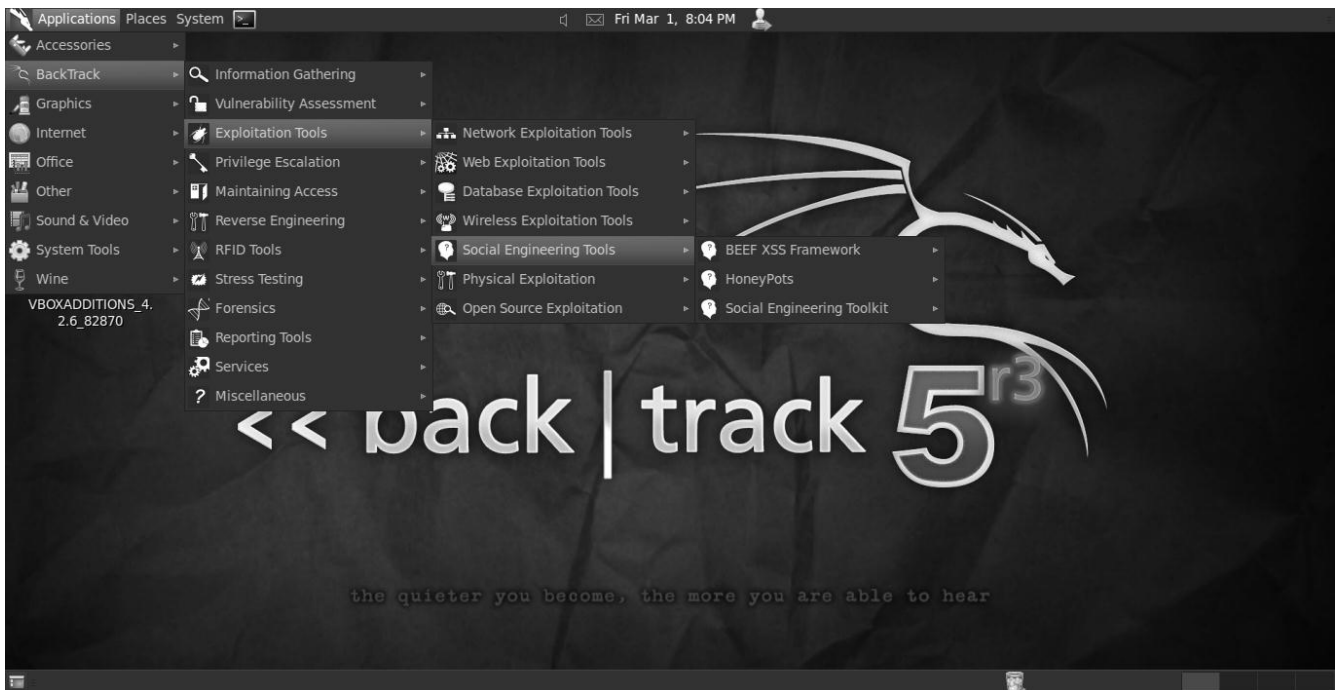 Applications Places System Fri Mar 1, 8:04 PM
Accessories
BackTrack
Graphics
Internet
Office
Other
Sound & Video
System Tools
Wine
VBOXADDITIONS_4.
2.6_82870
Information Gathering
Vulnerability Assessment
Exploitation Tools
Privilege Escalation
Maintaining Access
Reverse Engineering
RFID Tools
Stress Testing
Forensics
Reporting Tools
Services
Miscellaneous
Network Exploitation Tools
Web Exploitation Tools
Database Exploitation Tools
Wireless Exploitation Tools
Social Engineering Tools
Physical Exploitation
Open Source Exploitation
BEEF XSS Framework
HoneyPots
Social Engineering Toolkit
<< back | track 5 r3
the quieter you become, the more you are able to hear